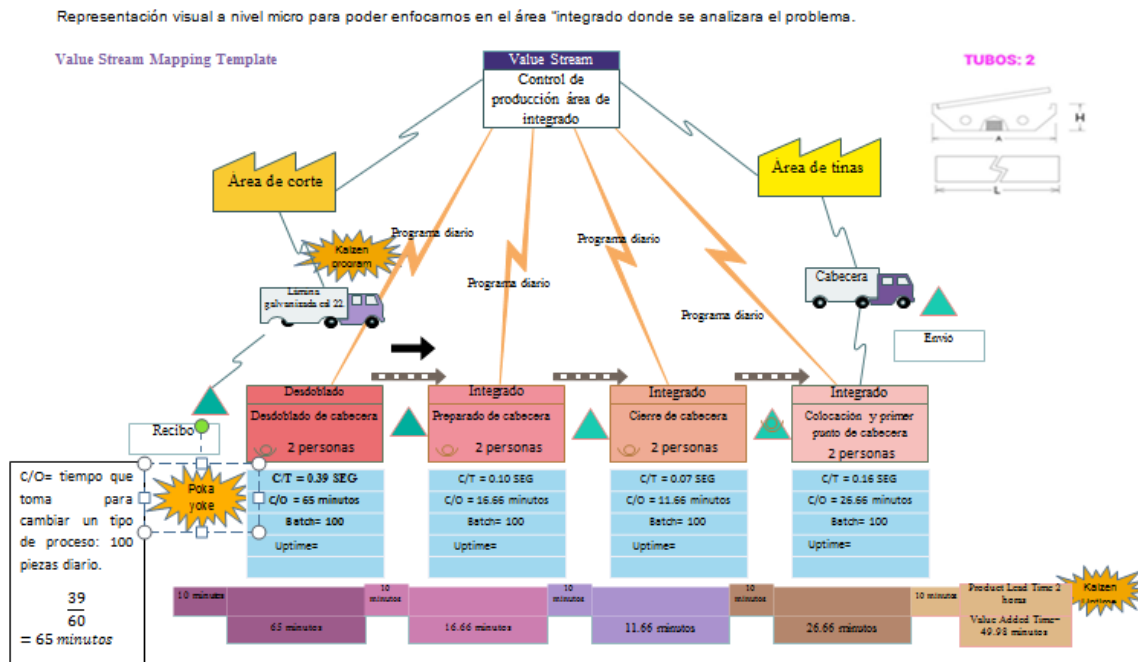 Representación visual a nivel micro para poder enfocarnos en el área "integrado donde se analizara el problema.
Value Stream Mapping Template
Value Stream
Control de
producción área de
integrado
TUBOS: 2
H
A
L
Área de corte
Área de tinas
Kaizen
program
Programa diario
Programa diario
Programa diario
Programa diario
Lámina
galvanizada cal 22.
Cabecera
Envio
Recibo
Desdoblado
Desdoblado de cabecera
2 personas
Integrado
Preparado de cabecera
2 personas
Integrado
Cierre de cabecera
2 personas
Integrado
Colocación y primer
punto de cabecera
2 personas
C/O= tiempo que
toma para
cambiar un tipo
de proceso: 100
piezas diario.
39
60
= 65 minutos
Poka
yoke
C/T = 0.39 SEG
C/O = 65 minutos
Batch= 100
Uptime=
C/T = 0.10 SEG
C/O = 16.66 minutos
Batch= 100
Uptime=
C/T = 0.07 SEG
C/O = 11.66 minutos
Batch= 100
Uptime=
C/T = 0.16 SEG
C/O = 26.66 minutos
Batch= 100
Uptime=
10 minutos
65 minutos
10
minutos
16.66 minutos
10
minutos
11.66 minutos
10
minutos
26.66 minutos
10 minutos
Product Lead Time 2
horas
Value Added Time=
49.98 minutos
Kaizen
Uptime